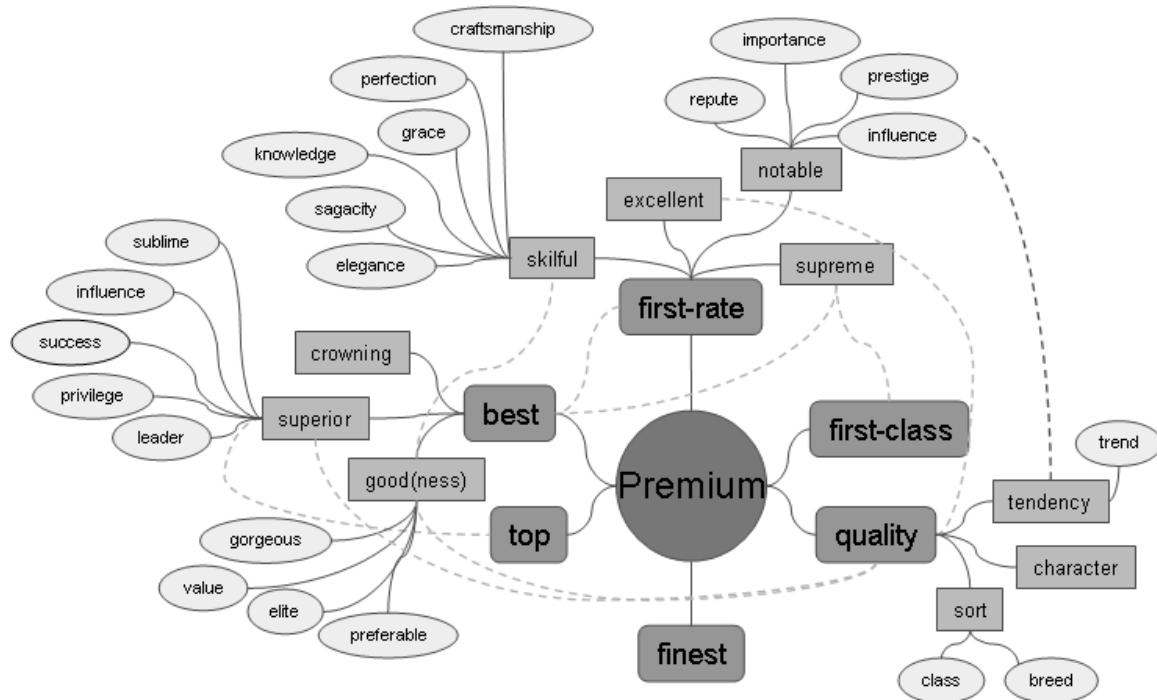 craftsmanship
importance
perfection
prestige
repute
grace
influence
knowledge
notable
excellent
sagacity
sublime
skilful
supreme
elegance
influence
first-rate
success
crowning
privilege
superior
best
first-class
leader
trend
good(ness)
Premium
tendency
gorgeous
top
quality
value
character
elite
sort
preferable
finest
class
breed